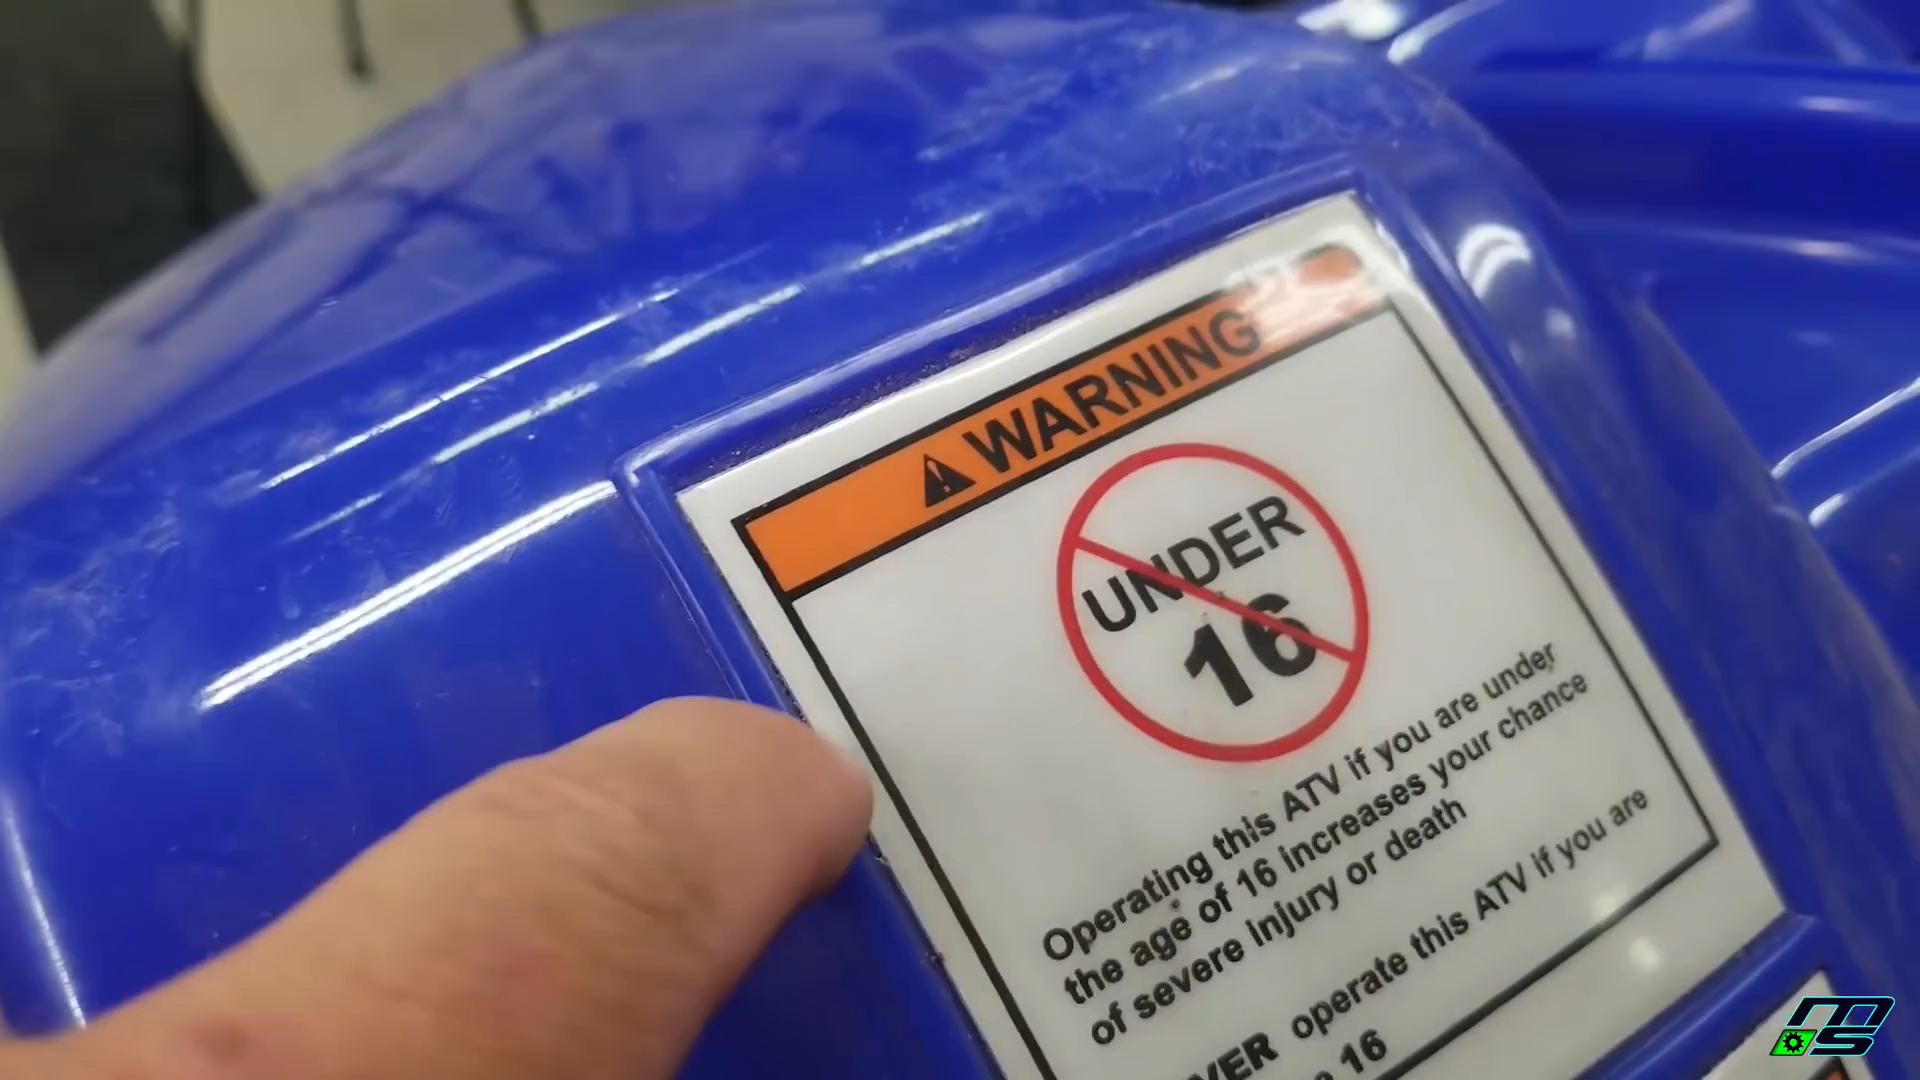 WARNING
UNDER
16
Operating this ATV if you are under
the age of 16 increases your chance
of severe injury or death
operate this ATV if you are
16
MS